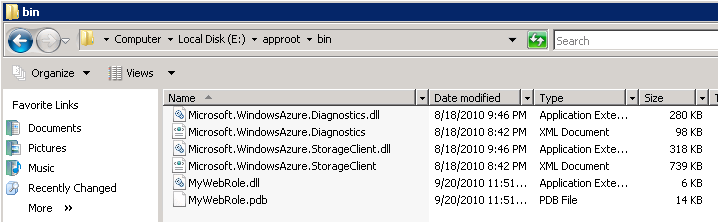 bin
Computer Local Disk (E:) approot bin Search
Organize Views
Favorite Links
Documents
Pictures
Music
Recently Changed
More »
Name Date modified Type Size T
Microsoft.WindowsAzure.Diagnostics.dll 8/18/2010 9:46 PM Application Exte... 280 KB
Microsoft.WindowsAzure.Diagnostics 8/18/2010 8:42 PM XML Document 98 KB
Microsoft.WindowsAzure.StorageClient.dll 8/18/2010 9:46 PM Application Exte... 318 KB
Microsoft.WindowsAzure.StorageClient 8/18/2010 8:42 PM XML Document 739 KB
MyWebRole.dll 9/20/2010 11:51... Application Exte... 6 KB
MyWebRole.pdb 9/20/2010 11:51... PDB File 14 KB